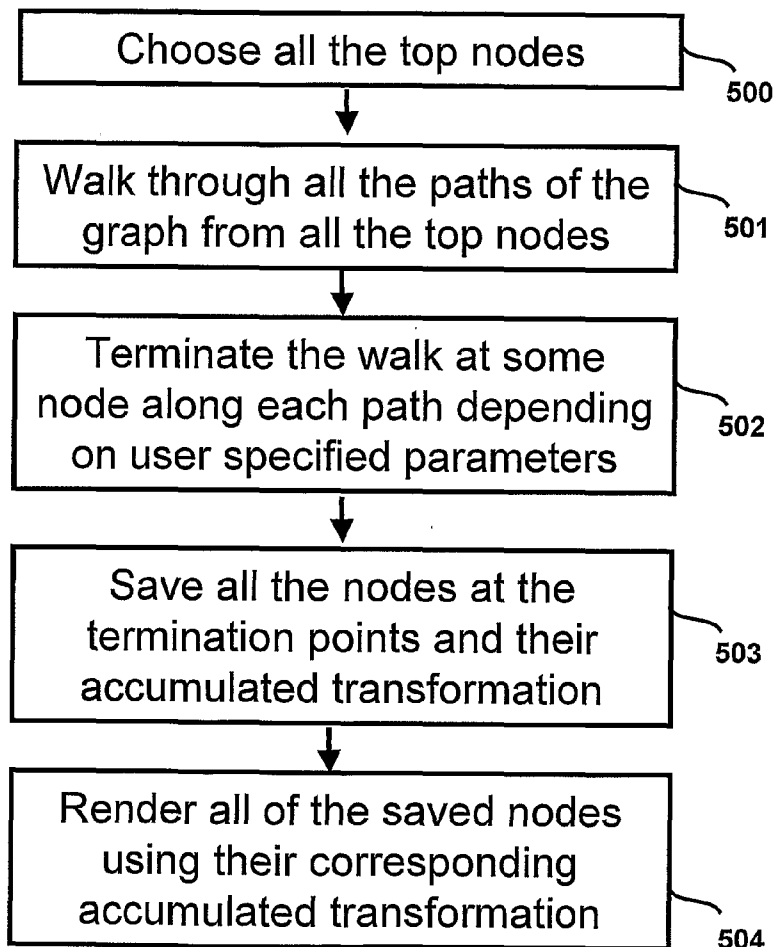 Choose all the top nodes
500
Walk through all the paths of the
graph from all the top nodes
501
Terminate the walk at some
node along each path depending
on user specified parameters
502
Save all the nodes at the
termination points and their
accumulated transformation
503
Render all of the saved nodes
using their corresponding
accumulated transformation
504